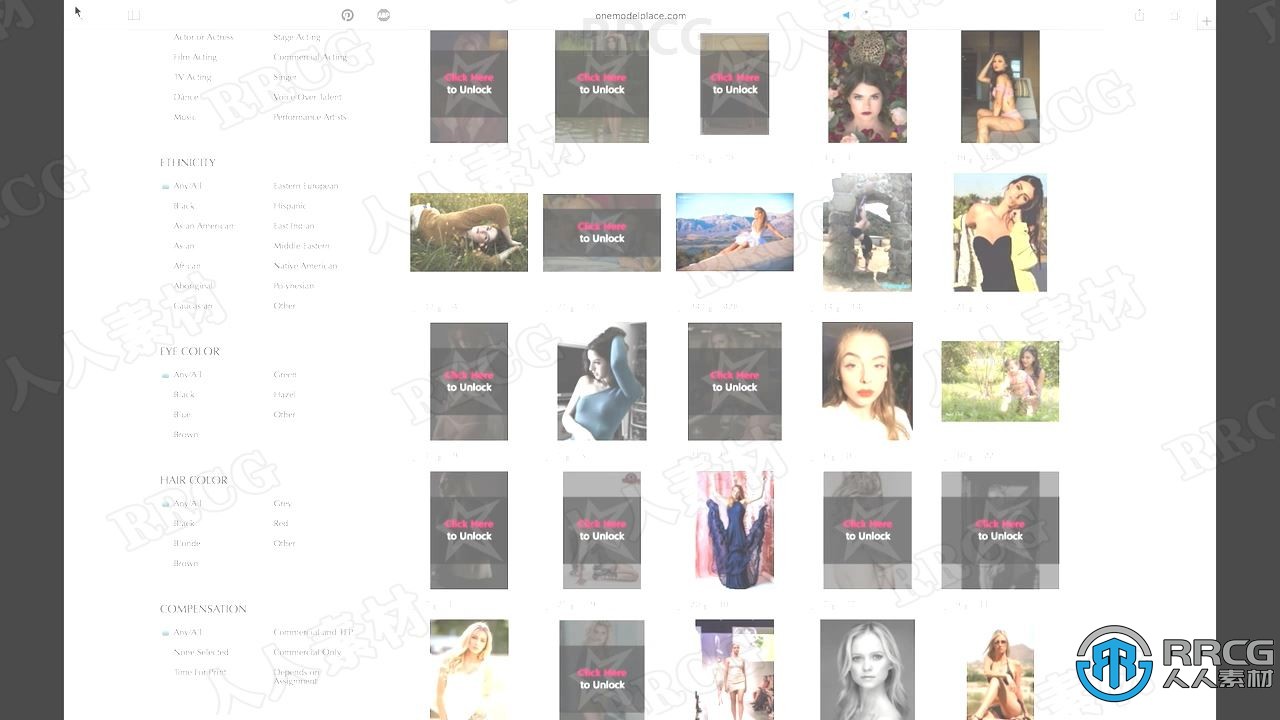 onemodelplace.com
Actor or Actress
Stage Acting
Film Acting
Commercial Acting
TV Acting
Singer
Dance
Voice Over Talent
Music
Performance Artists
ETHNICITY
Any/All
Eastern European
Black
Hispanic
Asian American
East Indian
Asian
Middle Eastern
African
Native American
Aboriginal
Polynesian
Caucasian
Other
EYE COLOR
Any/All
Green
Black
Hazel
Blue
Other
Brown
HAIR COLOR
Any/All
Grey
Black
Red
Blonde
Other
Brown
COMPENSATION
Any/All
Commercial and TFP
None Selected
Commercial Only
Time For Print
Depends on
Assignment
Click Here
to Unlock
Click Here
to Unlock
Click Here
to Unlock
Click Here
to Unlock
Click Here
to Unlock
Click Here
to Unlock
Click Here
to Unlock
Click Here
to Unlock
Click Here
to Unlock
Click Here
to Unlock
Click Here
to Unlock
RRCG
人人素材